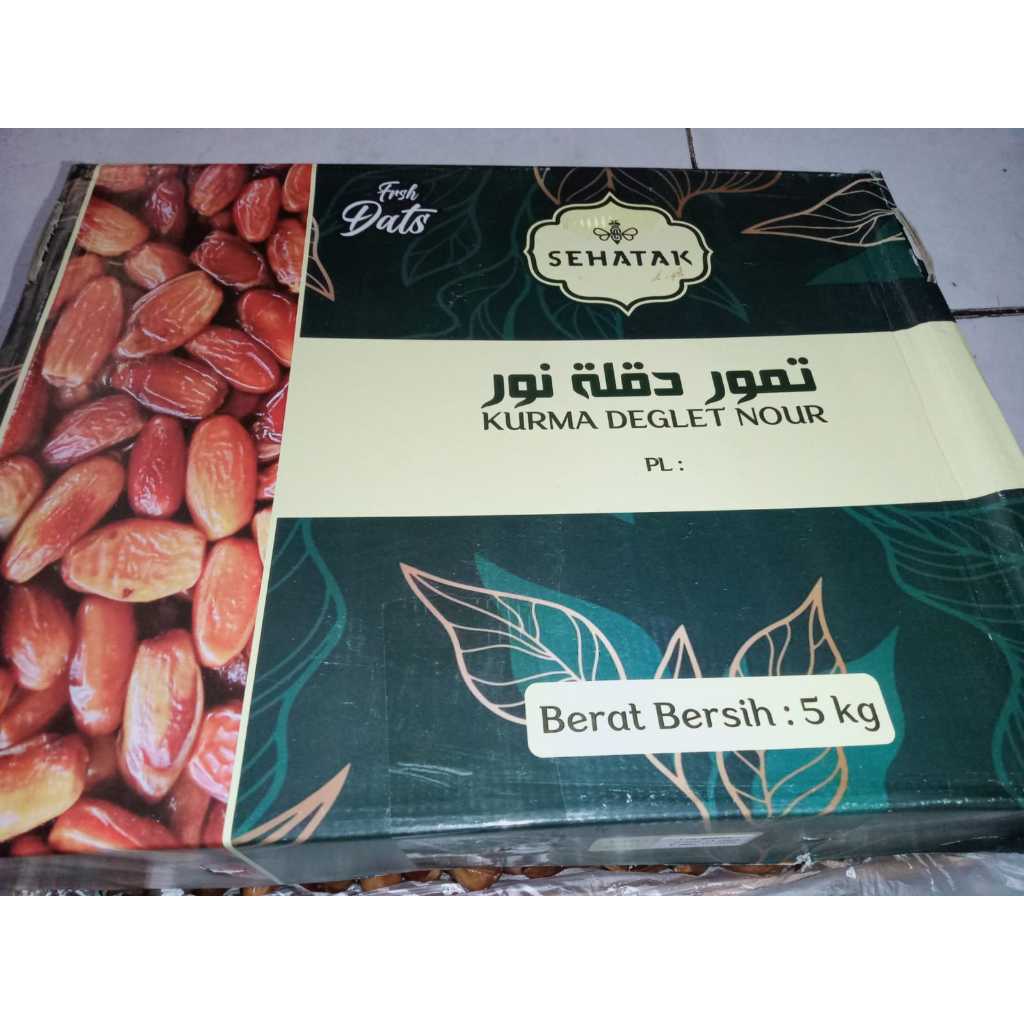 Frsh
Dats
SEHATAK
تمور دقلة نور
KURMA DEGLET NOUR
PL :
Berat Bersih : 5 kg